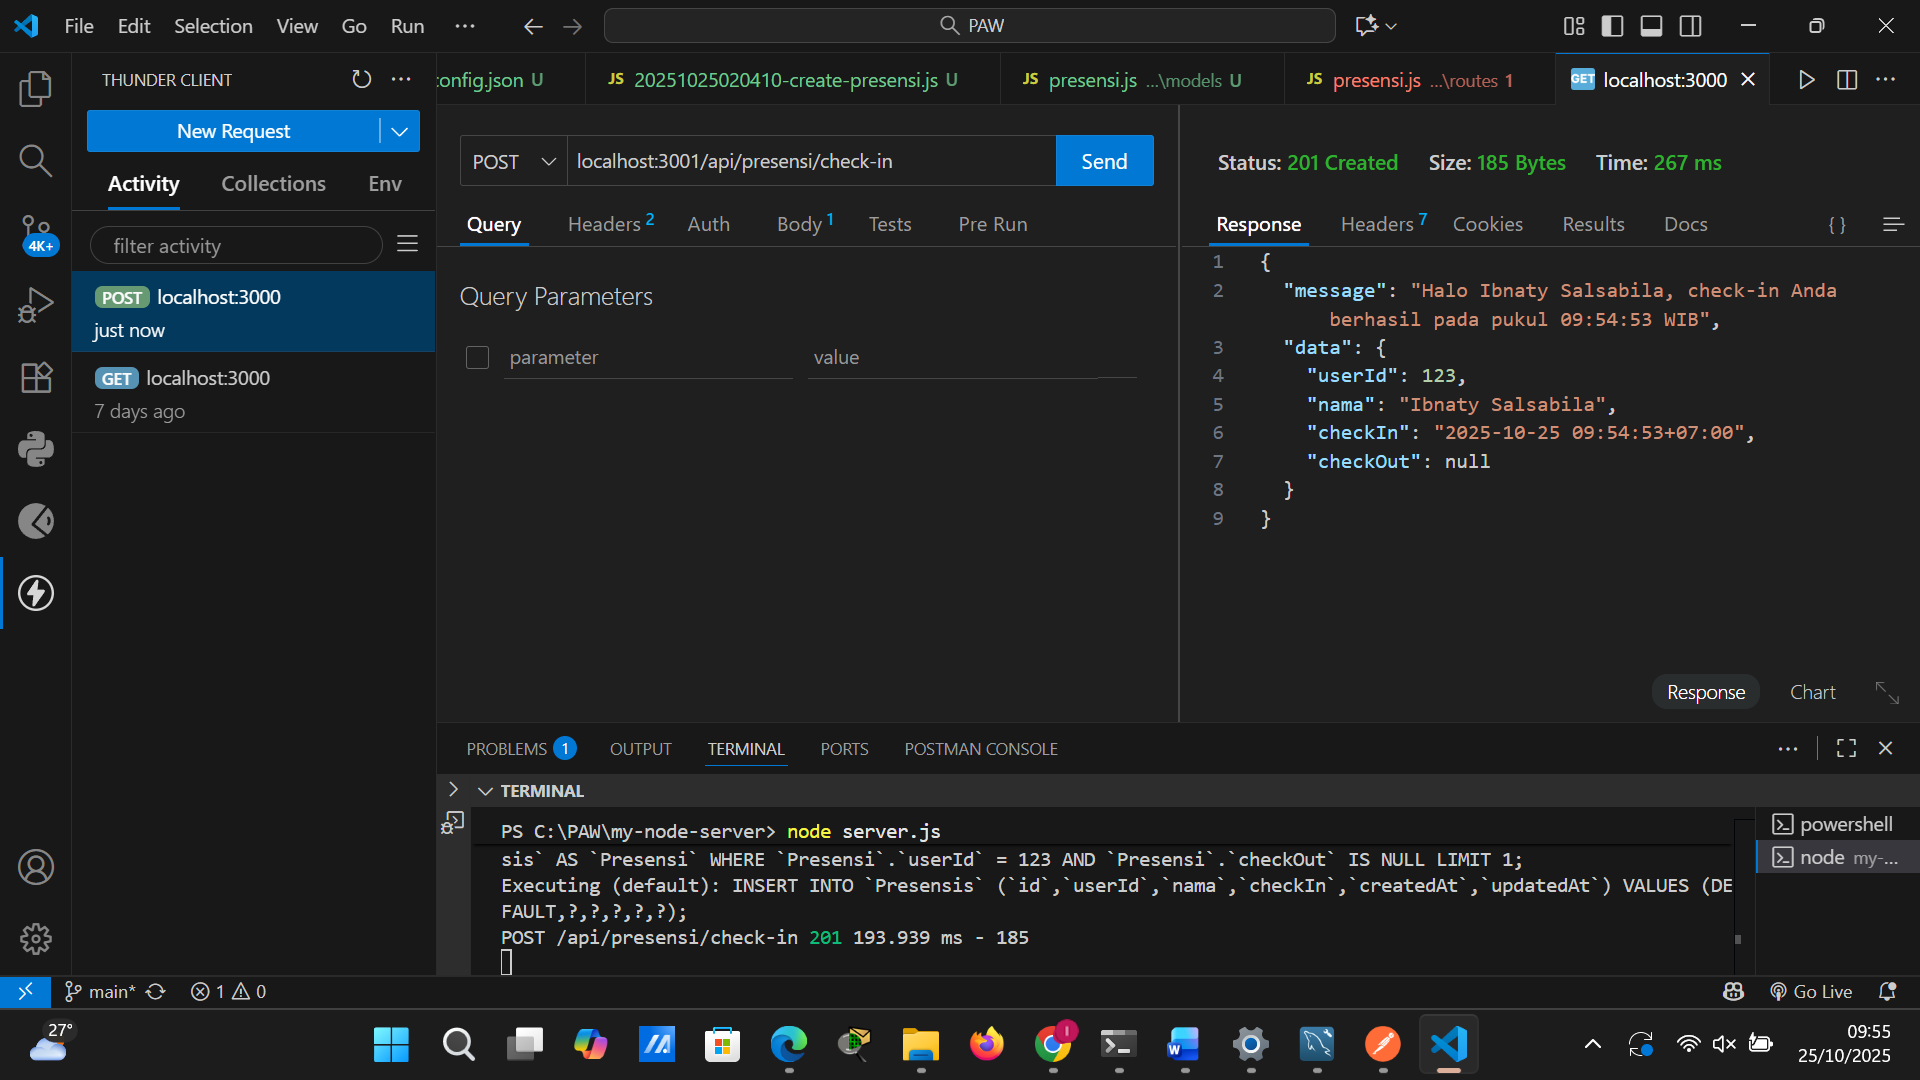 File Edit Selection View Go Run ··· PAW
THUNDER CLIENT ···
onfig.json U JS 20251025020410-create-presensi.js U JS presensi.js ...\models U JS presensi.js ...\routes 1 GET localhost:3000
New Request
POST localhost:3001/api/presensi/check-in Send
Status: 201 Created Size: 185 Bytes Time: 267 ms
Activity Collections Env
Query Headers 2 Auth Body 1 Tests Pre Run
Response Headers 7 Cookies Results Docs { }
4K+
filter activity
POST localhost:3000
just now
GET localhost:3000
7 days ago
Query Parameters
parameter value
1 {
2 "message": "Halo Ibnaty Salsabila, check-in Anda
berhasil pada pukul 09:54:53 WIB",
3 "data": {
4 "userId": 123,
5 "nama": "Ibnaty Salsabila",
6 "checkIn": "2025-10-25 09:54:53+07:00",
7 "checkOut": null
8 }
9 }
Response Chart
PROBLEMS 1 OUTPUT TERMINAL PORTS POSTMAN CONSOLE ···
TERMINAL
PS C:\PAW\my-node-server> node server.js
sis` AS `Presensi` WHERE `Presensi`.`userId` = 123 AND `Presensi`.`checkOut` IS NULL LIMIT 1;
Executing (default): INSERT INTO `Presensis` (`id`,`userId`,`nama`,`checkIn`,`createdAt`,`updatedAt`) VALUES (DE
FAULT,?,?,?,?,?);
POST /api/presensi/check-in 201 193.939 ms - 185
powershell
node my-...
main* 1 0 Go Live
27°
09:55
25/10/2025